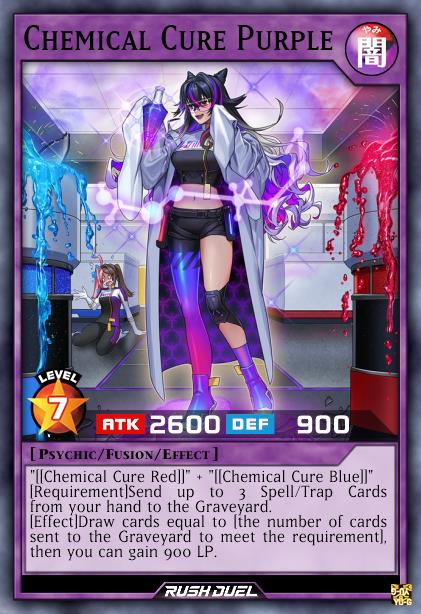 CHEMICAL CURE PURPLE
やみ
闇
LEVEL
7
ATK 2600 DEF 900
[PSYCHIC/FUSION/EFFECT]
"[[Chemical Cure Red]]" + "[[Chemical Cure Blue]]"
[Requirement]Send up to 3 Spell/Trap Cards
from your hand to the Graveyard.
[Effect]Draw cards equal to [the number of cards
sent to the Graveyard to meet the requirement],
then you can gain 900 LP.
RUSH DUEL